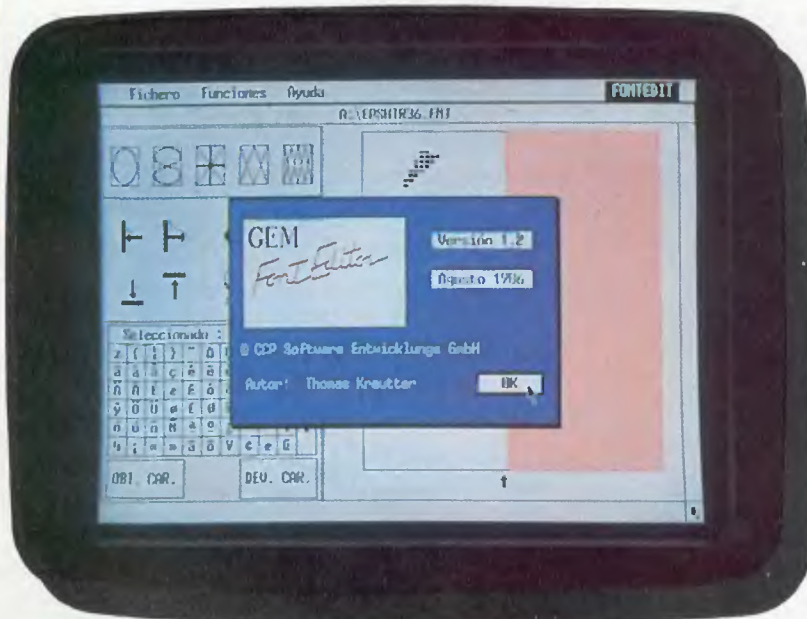 Fichero Funciones Ayuda FONTEDIT
A:\EPSHTR36.FNT
GEM
Font Editor
Versión 1.2
Agosto 1986
© CCP Software Entwicklungs GmbH
Autor: Thomas Kreutter
OK
Seleccionado :
OBT. CAR.
DEV. CAR.